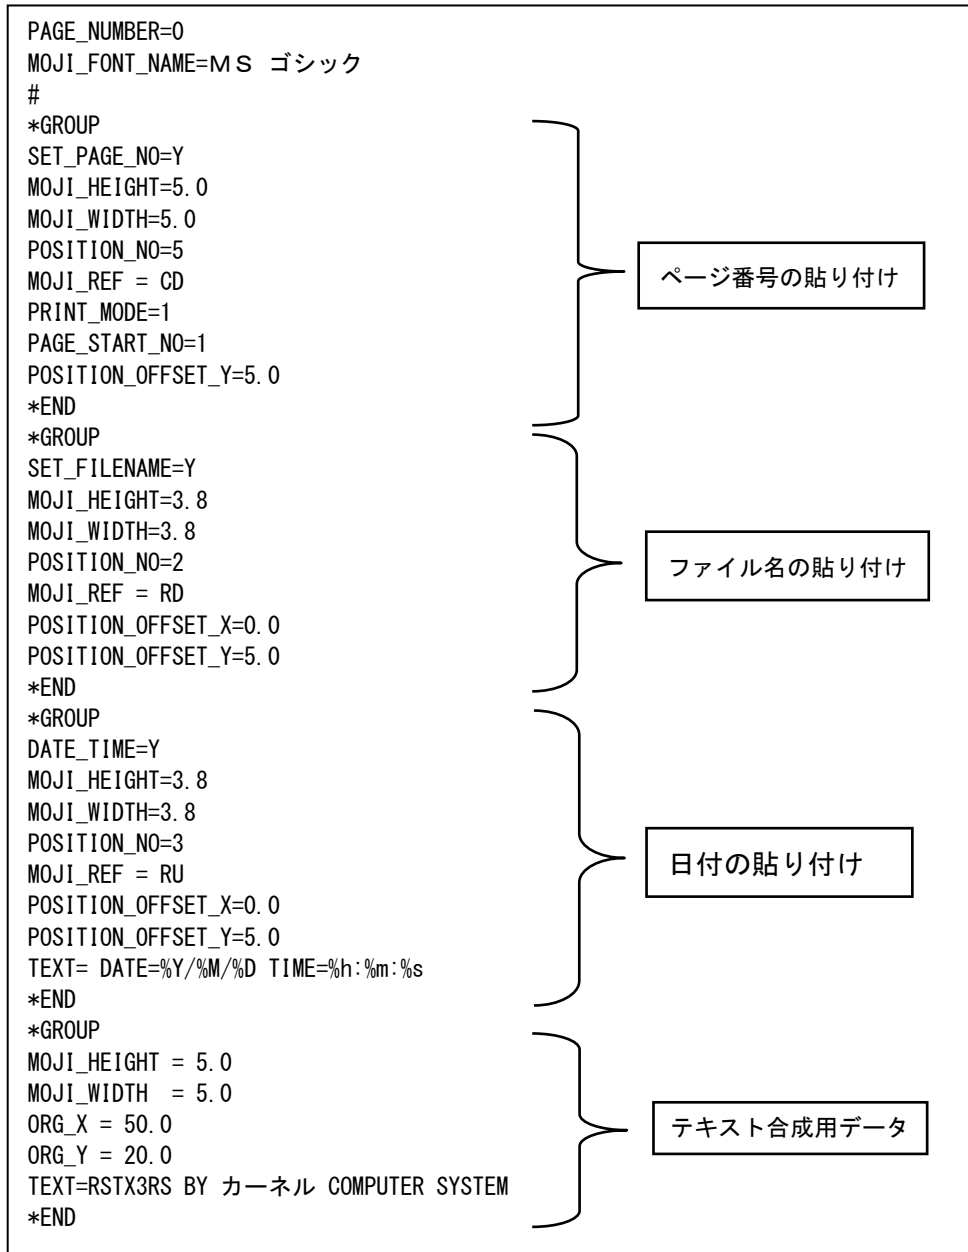 PAGE_NUMBER=0
MOJI_FONT_NAME=ＭＳ ゴシック
#
*GROUP
SET_PAGE_NO=Y
MOJI_HEIGHT=5.0
MOJI_WIDTH=5.0
POSITION_NO=5
MOJI_REF = CD
PRINT_MODE=1
PAGE_START_NO=1
POSITION_OFFSET_Y=5.0
*END
ページ番号の貼り付け
*GROUP
SET_FILENAME=Y
MOJI_HEIGHT=3.8
MOJI_WIDTH=3.8
POSITION_NO=2
MOJI_REF = RD
POSITION_OFFSET_X=0.0
POSITION_OFFSET_Y=5.0
*END
ファイル名の貼り付け
*GROUP
DATE_TIME=Y
MOJI_HEIGHT=3.8
MOJI_WIDTH=3.8
POSITION_NO=3
MOJI_REF = RU
POSITION_OFFSET_X=0.0
POSITION_OFFSET_Y=5.0
TEXT= DATE=%Y/%M/%D TIME=%h:%m:%s
*END
日付の貼り付け
*GROUP
MOJI_HEIGHT = 5.0
MOJI_WIDTH  = 5.0
ORG_X = 50.0
ORG_Y = 20.0
TEXT=RSTX3RS BY カーネル COMPUTER SYSTEM
*END
テキスト合成用データ